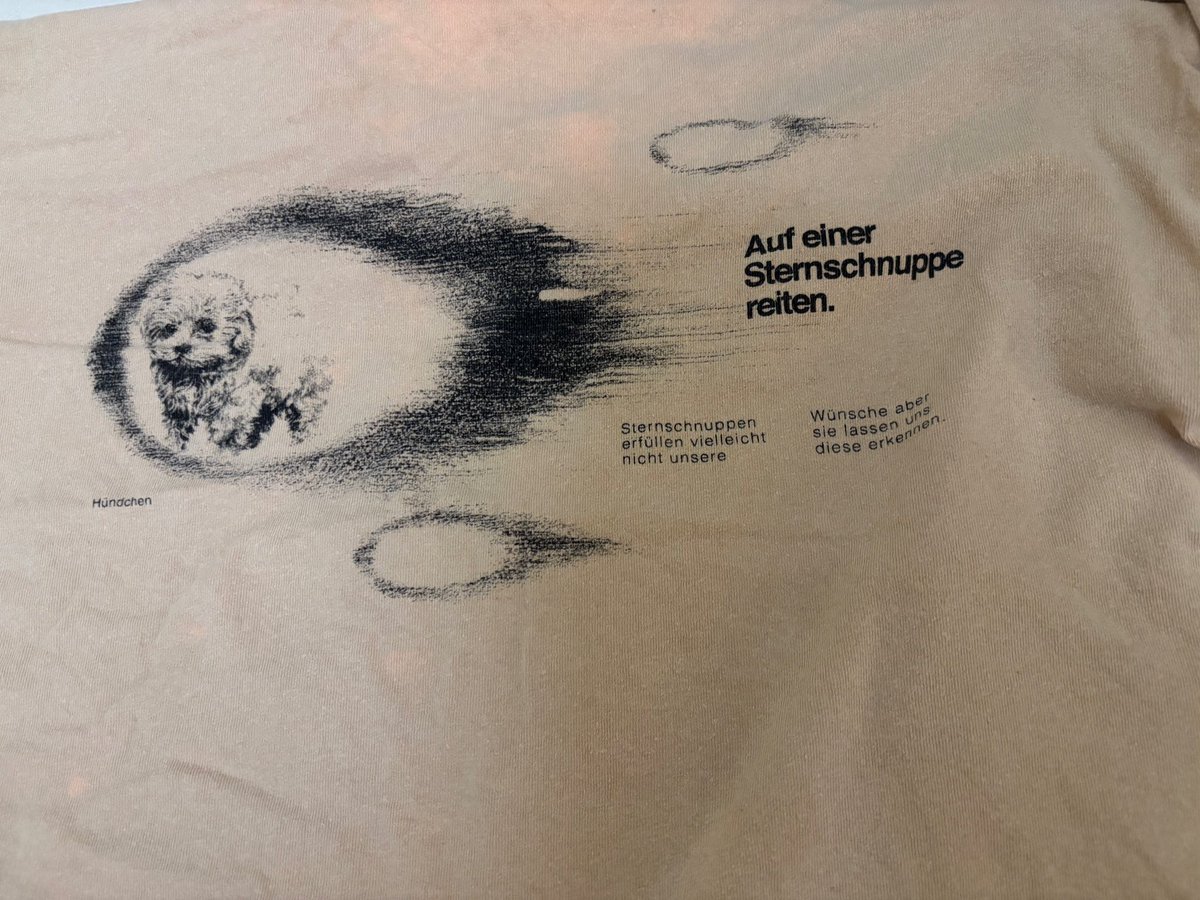 Auf einer
Sternschnuppe
reiten.
Sternschnuppen
erfüllen vielleicht
nicht unsere
Wünsche aber
sie lassen uns
diese erkennen.
Hündchen